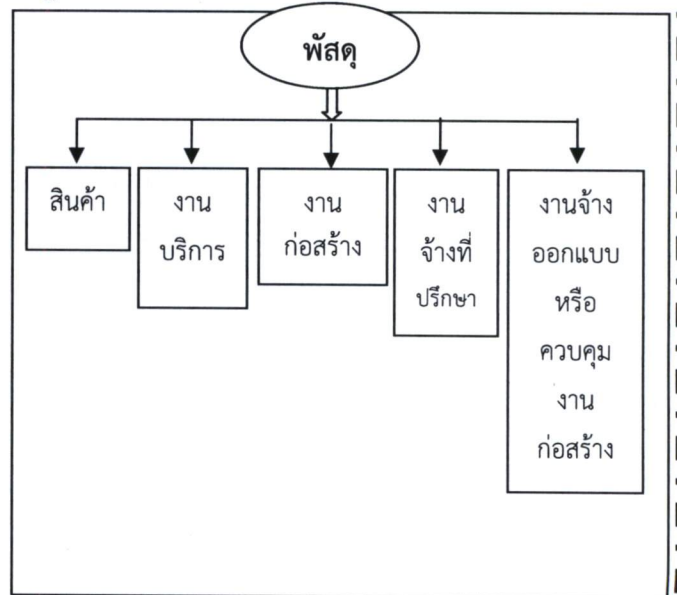 พัสดุ
สินค้า
งาน
บริการ
งาน
ก่อสร้าง
งาน
จ้างที่
ปรึกษา
งานจ้าง
ออกแบบ
หรือ
ควบคุม
งาน
ก่อสร้าง